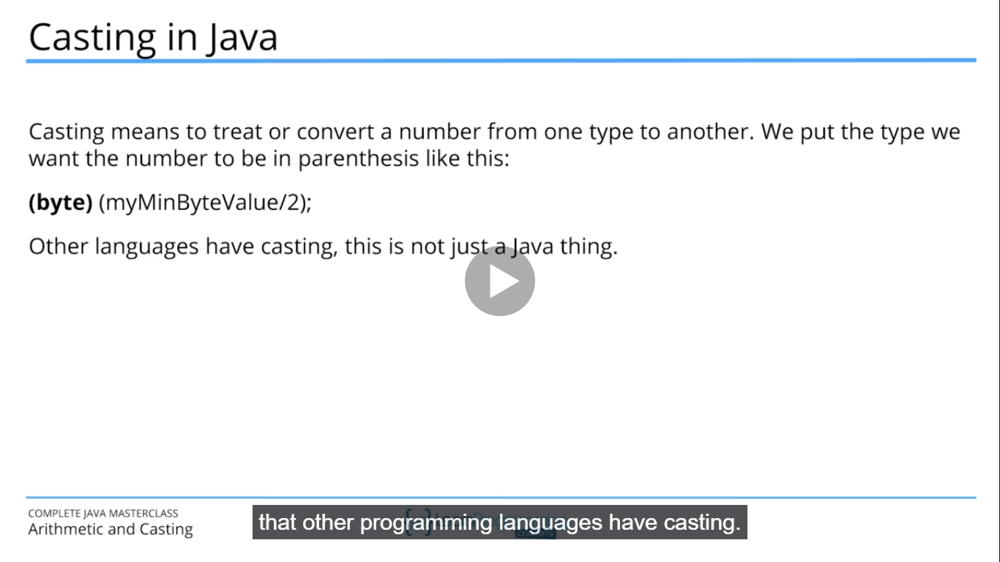 Casting in Java
Casting means to treat or convert a number from one type to another. We put the type we
want the number to be in parenthesis like this:
(byte) (myMinByteValue/2);
Other languages have casting, this is not just a Java thing.
COMPLETE JAVA MASTERCLASS
Arithmetic and Casting
that other programming languages have casting.